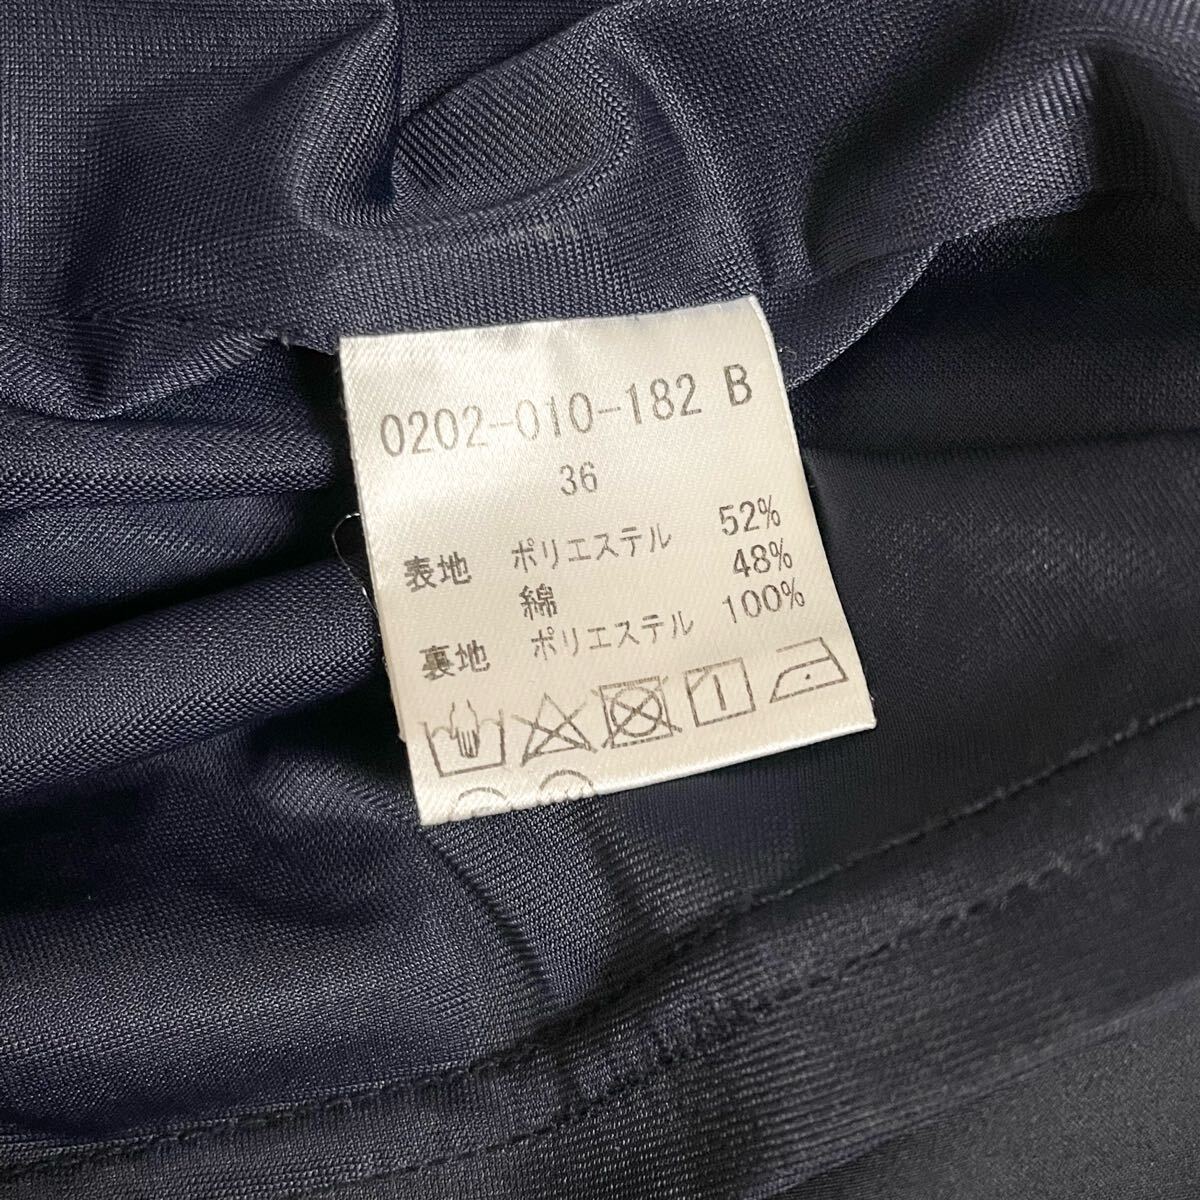 0202-010-182 B
36
表地 ポリエステル 52%
綿 48%
裏地 ポリエステル 100%